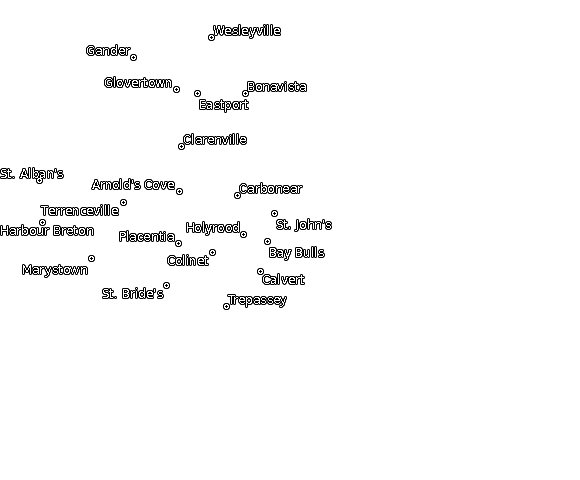 Wesleyville
Gander
Glovertown
Bonavista
Eastport
Clarenville
St. Alban's
Arnold's Cove
Carbonear
Terrenceville
St. John's
Harbour Breton
Holyrood
Placentia
Bay Bulls
Colinet
Marystown
Calvert
St. Bride's
Trepassey